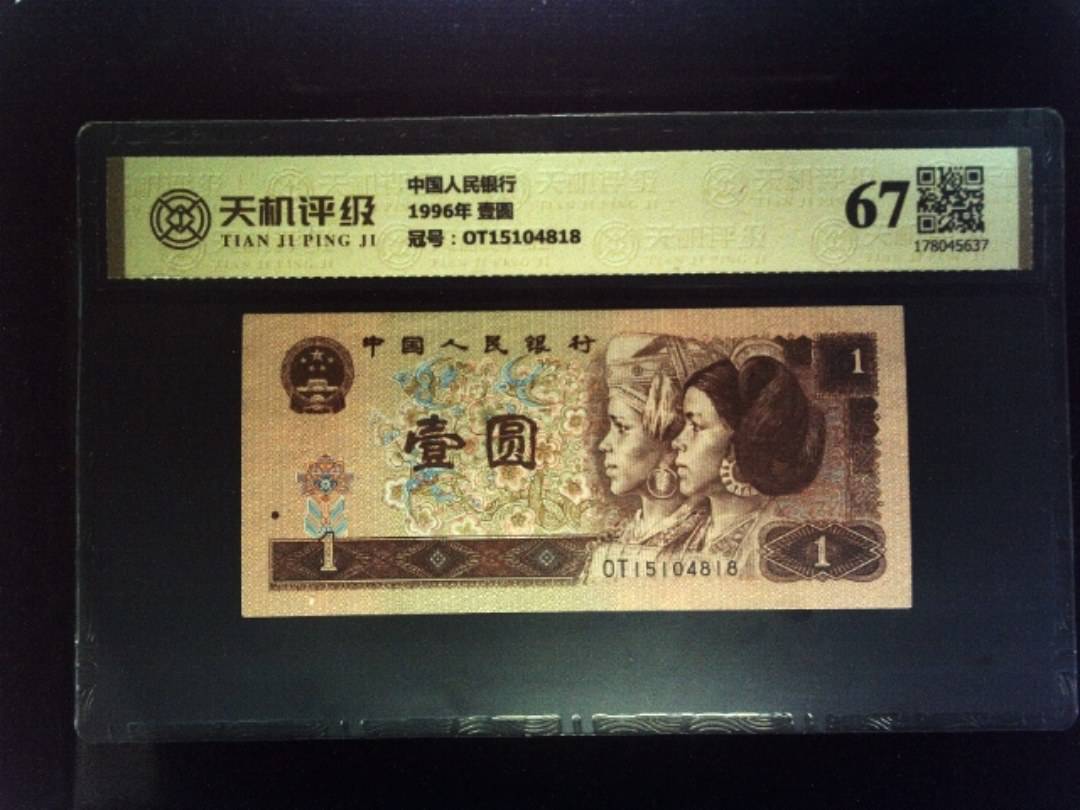 天机评级
TIAN JI PING JI
中国人民银行
1996年 壹圆
冠号：OT15104818
67
178045637
中国人民银行
壹圆
1
1
1
OT15104818